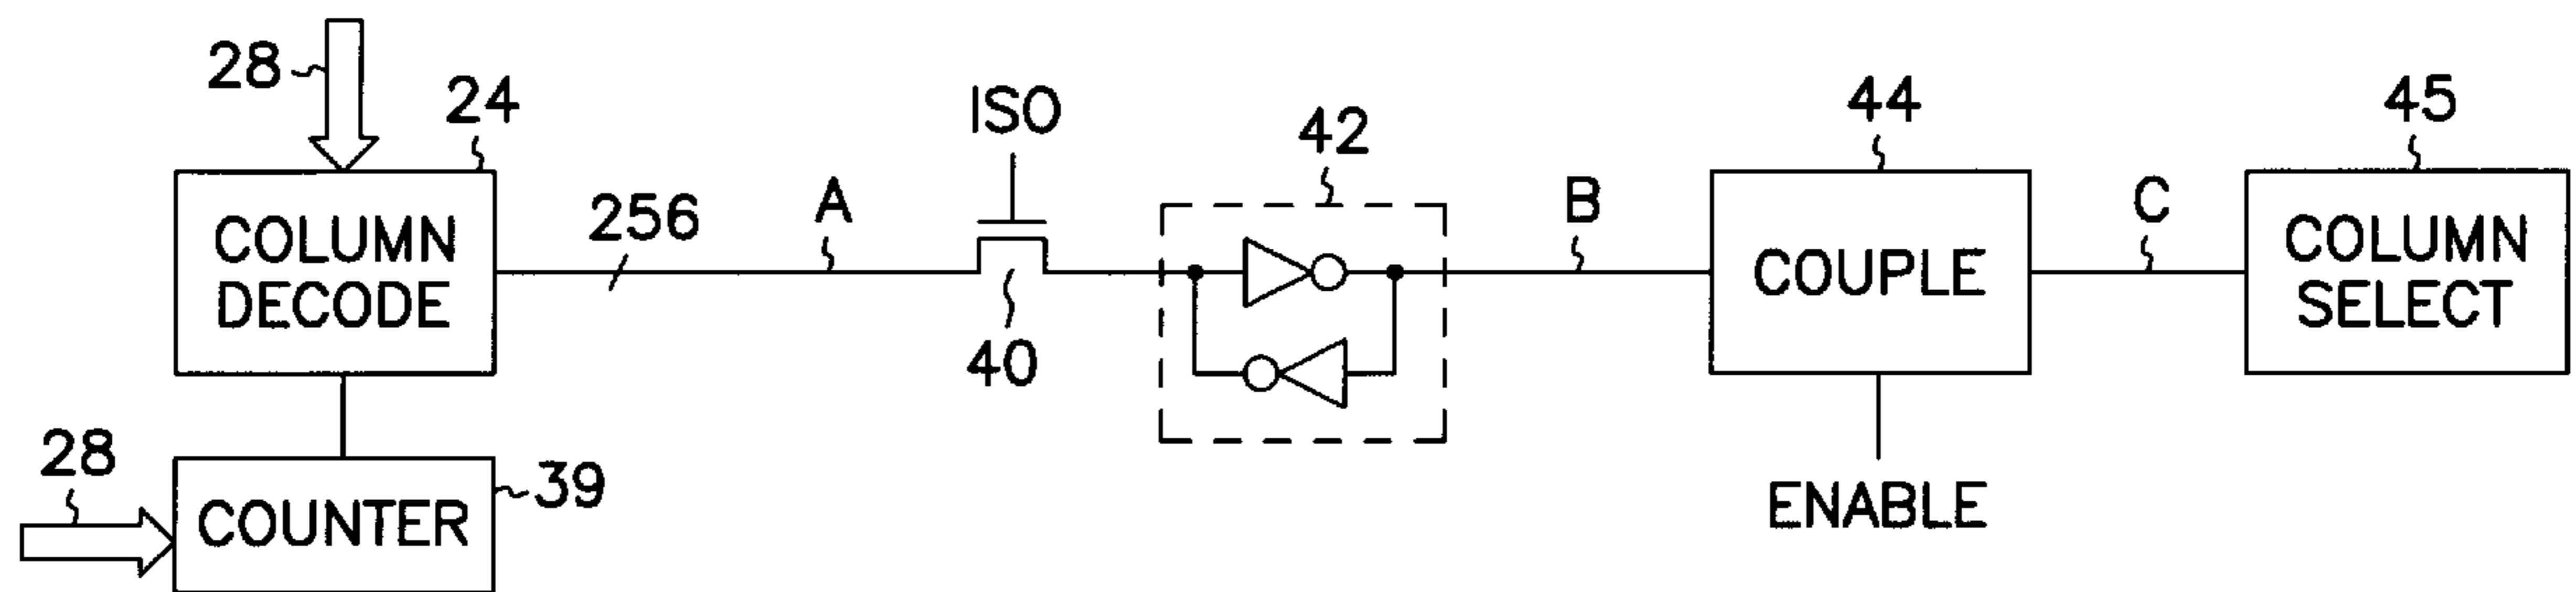 28
24
COLUMN
DECODE
256
A
ISO
40
42
B
44
COUPLE
ENABLE
C
45
COLUMN
SELECT
28
COUNTER
39